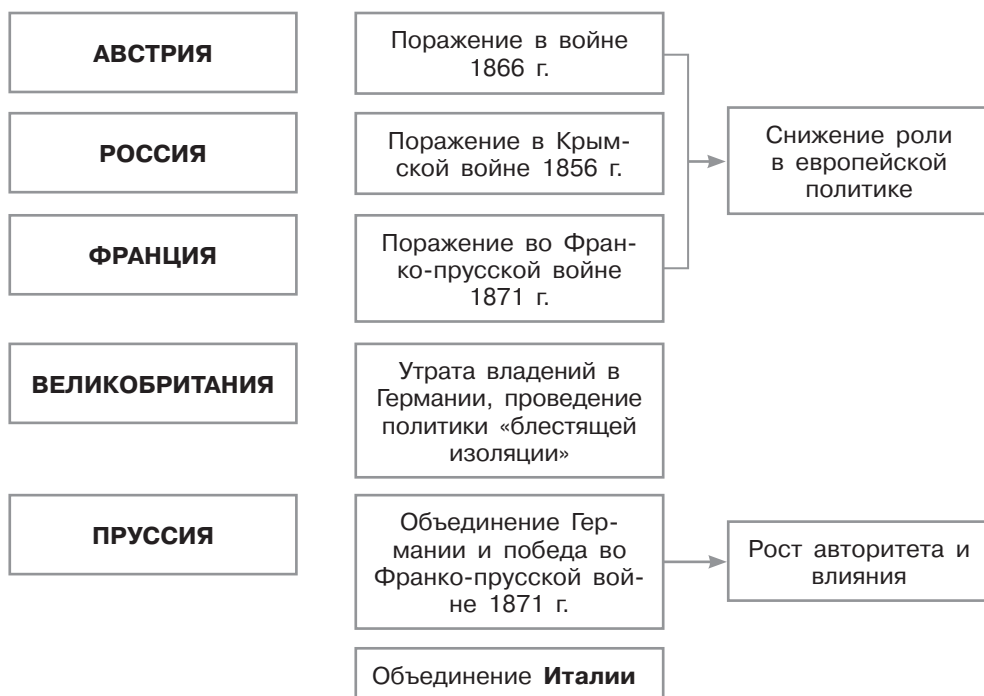 АВСТРИЯ
Поражение в войне
1866 г.
РОССИЯ
Поражение в Крым-
ской войне 1856 г.
Снижение роли
в европейской
политике
ФРАНЦИЯ
Поражение во Фран-
ко-прусской войне
1871 г.
ВЕЛИКОБРИТАНИЯ
Утрата владений в
Германии, проведение
политики «блестящей
изоляции»
ПРУССИЯ
Объединение Гер-
мании и победа во
Франко-прусской вой-
не 1871 г.
Рост авторитета и
влияния
Объединение Италии